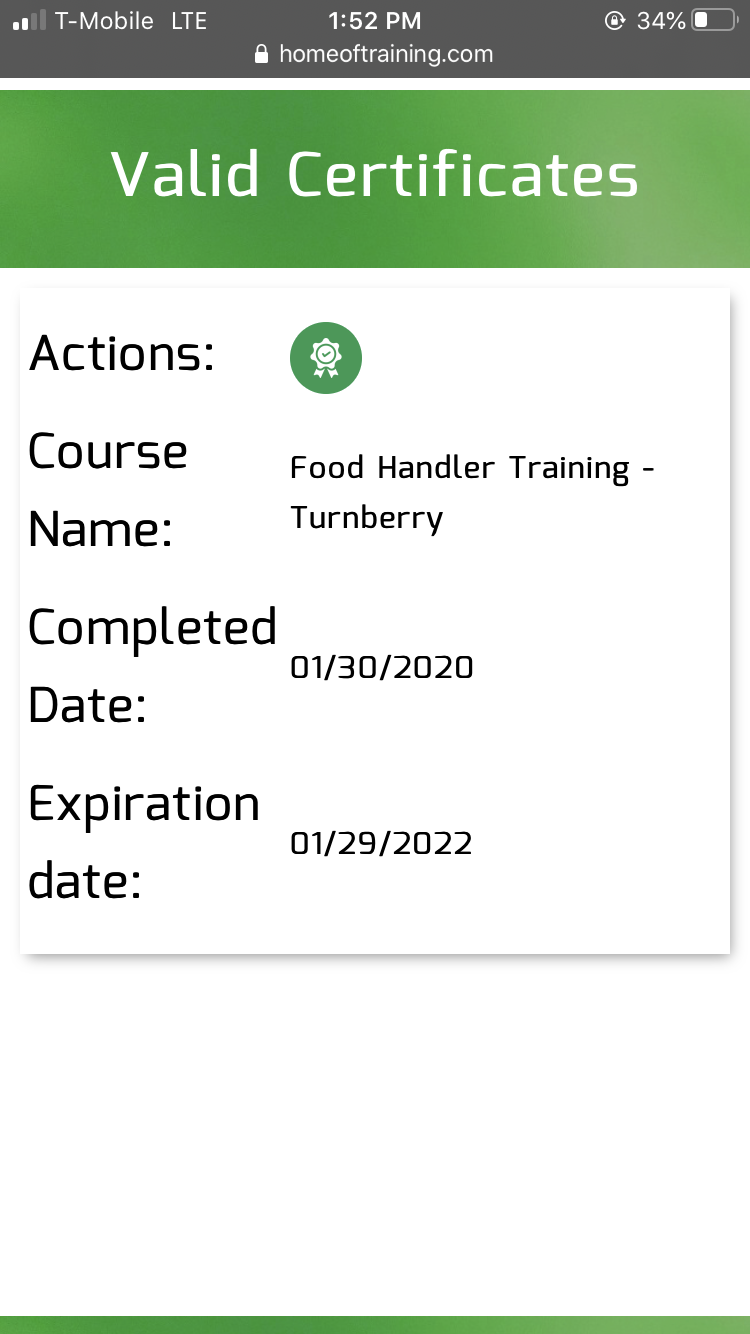 T-Mobile LTE 1:52 PM 34%
homeoftraining.com
Valid Certificates
Actions:
Course
Name:
Food Handler Training -
Turnberry
Completed
Date:
01/30/2020
Expiration
date:
01/29/2022